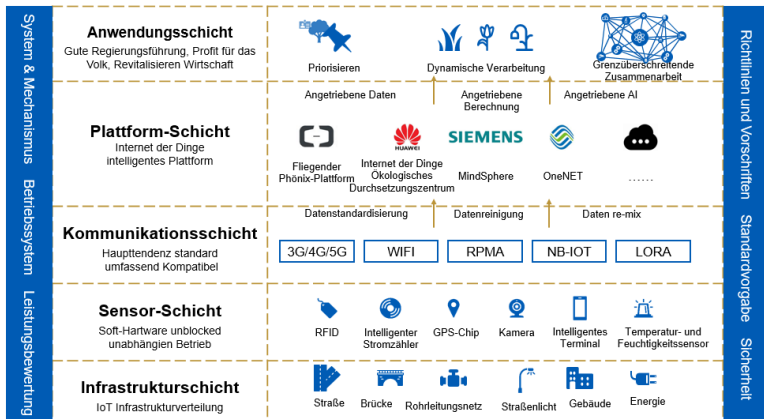 System & Mechanismus
Betriebssystem
Leistungsbewertung
Anwendungsschicht
Gute Regierungsführung, Profit für das
Volk, Revitalisieren Wirtschaft
Priorisieren
Dynamische Verarbeitung
Grenzüberschreitende
Zusammenarbeit
Angetriebene Daten
Angetriebene
Berechnung
Angetriebene AI
Plattform-Schicht
Internet der Dinge
intelligentes Plattform
Fliegender
Phönix-Plattform
HUAWEI
Internet der Dinge
Ökologisches
Durchsetzungszentrum
SIEMENS
MindSphere
OneNET
......
Datenstandardisierung
Datenreinigung
Daten re-mix
Kommunikationsschicht
Haupttendenz standard
umfassend Kompatibel
3G/4G/5G
WIFI
RPMA
NB-IOT
LORA
Sensor-Schicht
Soft-Hartware unblocked
unabhängien Betrieb
RFID
Intelligenter
Stromzähler
GPS-Chip
Kamera
Intelligentes
Terminal
Temperatur- und
Feuchtigkeitssensor
Infrastrukturschicht
IoT Infrastrukturverteilung
Straße
Brücke
Rohrleitungsnetz
Straßenlicht
Gebäude
Energie
Richtlinien und Vorschriften
Standardvorgabe
Sicherheit